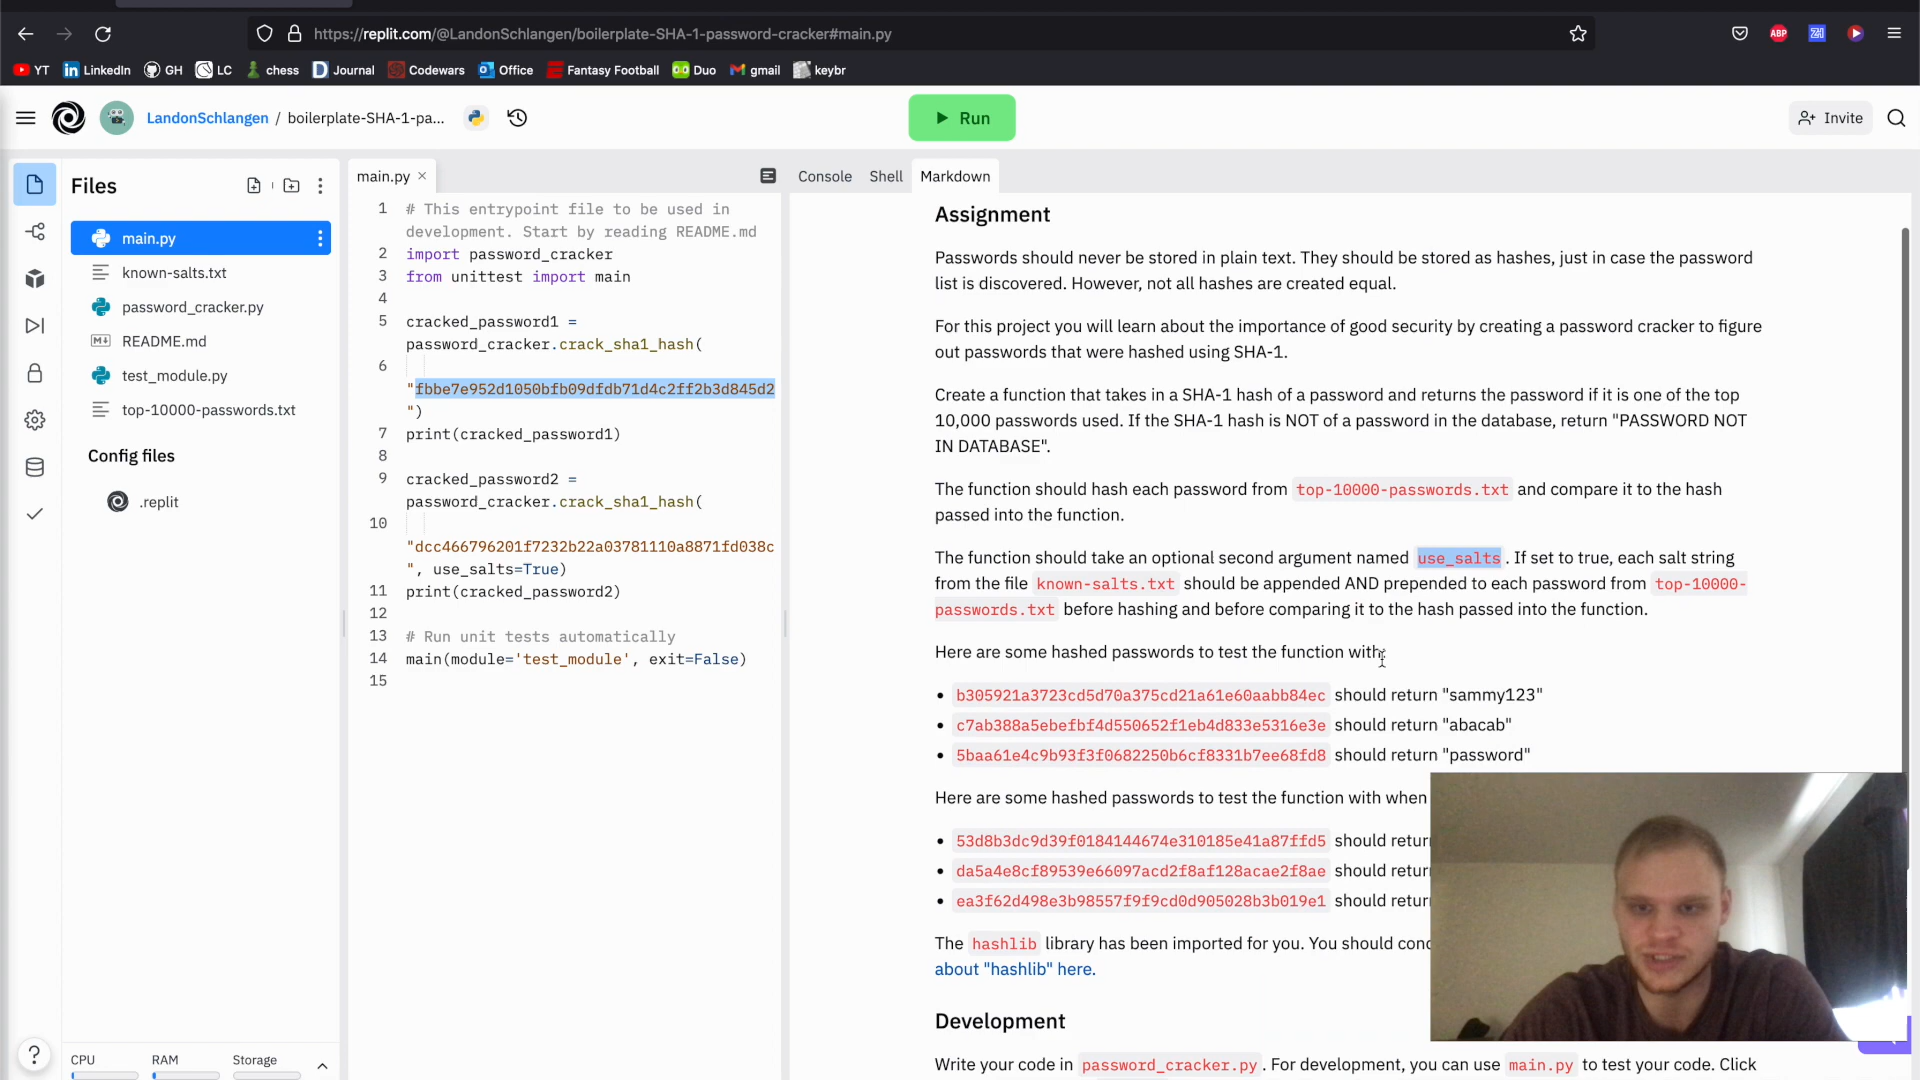 https://replit.com/@LandonSchlangen/boilerplate-SHA-1-password-cracker#main.py
ABP
YT LinkedIn GH LC chess Journal Codewars Office Fantasy Football Duo gmail keybr
LandonSchlangen / boilerplate-SHA-1-pa...
Run
Invite
Files
main.py
known-salts.txt
password_cracker.py
README.md
test_module.py
top-10000-passwords.txt
Config files
.replit
CPU RAM Storage
?
main.py ×
1 # This entrypoint file to be used in
development. Start by reading README.md
2 import password_cracker
3 from unittest import main
4
5 cracked_password1 =
password_cracker.crack_sha1_hash(
6
"fbbe7e952d1050bfb09dfdb71d4c2ff2b3d845d2
")
7 print(cracked_password1)
8
9 cracked_password2 =
password_cracker.crack_sha1_hash(
10
"dcc466796201f7232b22a03781110a8871fd038c
", use_salts=True)
11 print(cracked_password2)
12
13 # Run unit tests automatically
14 main(module='test_module', exit=False)
15
Console Shell Markdown
Assignment
Passwords should never be stored in plain text. They should be stored as hashes, just in case the password
list is discovered. However, not all hashes are created equal.
For this project you will learn about the importance of good security by creating a password cracker to figure
out passwords that were hashed using SHA-1.
Create a function that takes in a SHA-1 hash of a password and returns the password if it is one of the top
10,000 passwords used. If the SHA-1 hash is NOT of a password in the database, return "PASSWORD NOT
IN DATABASE".
The function should hash each password from top-10000-passwords.txt and compare it to the hash
passed into the function.
The function should take an optional second argument named use_salts . If set to true, each salt string
from the file known-salts.txt should be appended AND prepended to each password from top-10000-
passwords.txt before hashing and before comparing it to the hash passed into the function.
Here are some hashed passwords to test the function with:
• b305921a3723cd5d70a375cd21a61e60aabb84ec should return "sammy123"
• c7ab388a5ebefbf4d550652f1eb4d833e5316e3e should return "abacab"
• 5baa61e4c9b93f3f0682250b6cf8331b7ee68fd8 should return "password"
Here are some hashed passwords to test the function with when
• 53d8b3dc9d39f0184144674e310185e41a87ffd5 should retur
• da5a4e8cf89539e66097acd2f8af128acae2f8ae should retur
• ea3f62d498e3b98557f9f9cd0d905028b3b019e1 should retur
The hashlib library has been imported for you. You should con
about "hashlib" here.
Development
Write your code in password_cracker.py . For development, you can use main.py to test your code. Click